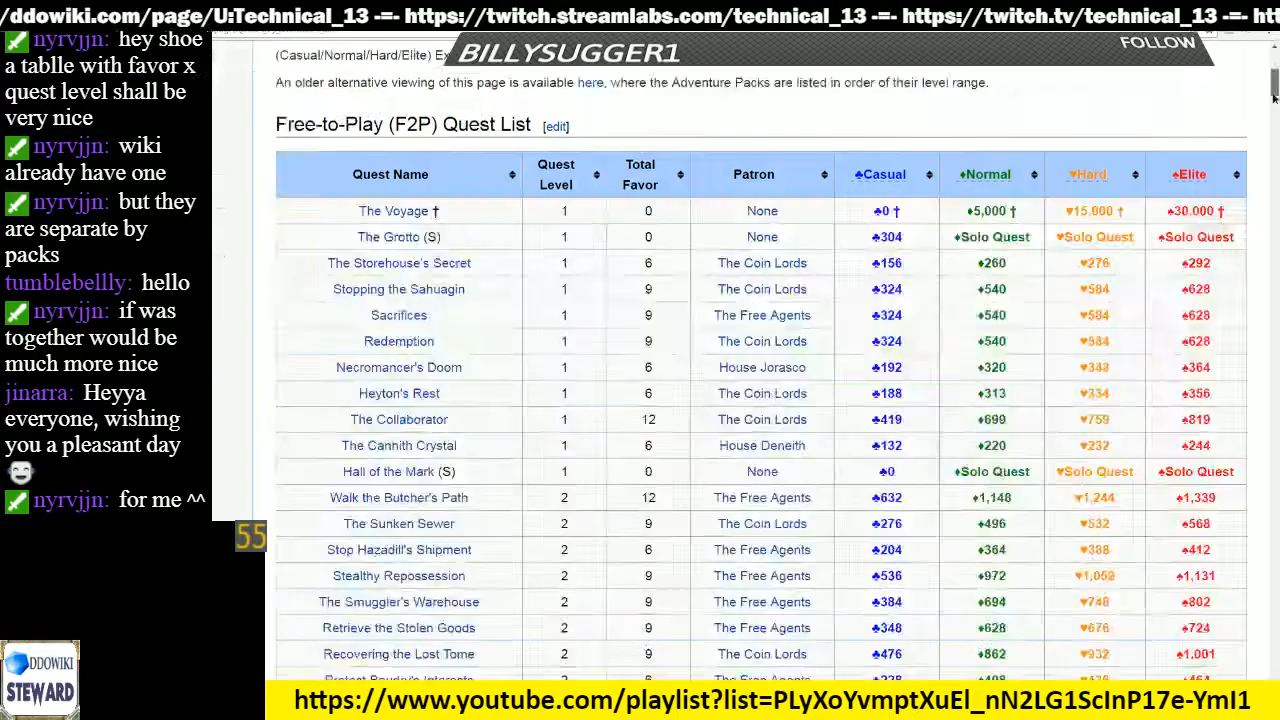 /ddowiki.com/page/U:Technical_13 -=- https://twitch.streamlabs.com/technical_13 -=- https://twitch.tv/technical_13 -=- htt
nyrvjjn: hey shoe
a tablle with favor x
quest level shall be
very nice
nyrvjjn: wiki
already have one
nyrvjjn: but they
are separate by
packs
tumblebellly: hello
nyrvjjn: if was
together would be
much more nice
jinarra: Heyya
everyone, wishing
you a pleasant day
nyrvjjn: for me ^^
55
DDOWIKI
STEWARD
BILLYSUGGER1
FOLLOW
(Casual/Normal/Hard/Elite) Ex
An older alternative viewing of this page is available here, where the Adventure Packs are listed in order of their level range.
Free-to-Play (F2P) Quest List [edit]
Quest Name Quest Level Total Favor Patron ♣Casual ♦Normal ♥Hard ♠Elite
The Voyage † 1 0 None ♣0 † ♦5,000 † ♥15,000 † ♠30,000 †
The Grotto (S) 1 0 None ♣304 ♦Solo Quest ♥Solo Quest ♠Solo Quest
The Storehouse's Secret 1 6 The Coin Lords ♣156 ♦260 ♥276 ♠292
Stopping the Sahuagin 1 9 The Coin Lords ♣324 ♦540 ♥584 ♠628
Sacrifices 1 9 The Free Agents ♣324 ♦540 ♥584 ♠628
Redemption 1 9 The Coin Lords ♣324 ♦540 ♥584 ♠628
Necromancer's Doom 1 6 House Jorasco ♣192 ♦320 ♥342 ♠364
Heyton's Rest 1 6 The Coin Lords ♣188 ♦313 ♥334 ♠356
The Collaborator 1 12 The Coin Lords ♣419 ♦699 ♥759 ♠819
The Cannith Crystal 1 6 House Deneith ♣132 ♦220 ♥232 ♠244
Hall of the Mark (S) 1 0 None ♣0 ♦Solo Quest ♥Solo Quest ♠Solo Quest
Walk the Butcher's Path 2 12 The Free Agents ♣632 ♦1,148 ♥1,244 ♠1,339
The Sunken Sewer 2 9 The Coin Lords ♣276 ♦496 ♥532 ♠568
Stop Hazadill's Shipment 2 6 The Free Agents ♣204 ♦364 ♥388 ♠412
Stealthy Repossession 2 9 The Free Agents ♣536 ♦972 ♥1,052 ♠1,131
The Smuggler's Warehouse 2 9 The Free Agents ♣384 ♦694 ♥748 ♠802
Retrieve the Stolen Goods 2 9 The Free Agents ♣348 ♦628 ♥676 ♠724
Recovering the Lost Tome 2 9 The Coin Lords ♣476 ♦862 ♥932 ♠1,001
https://www.youtube.com/playlist?list=PLyXoYvmptXuEl_nN2LG1ScInP17e-YmI1